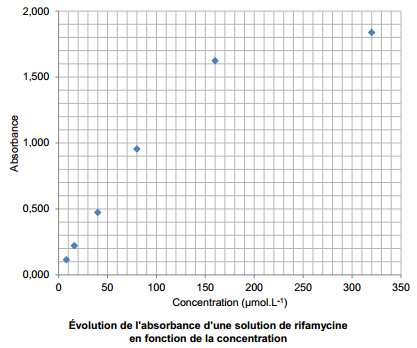 2,000
1,500
1,000
0,500
0,000
Absorbance
0 50 100 150 200 250 300 350
Concentration (µmol.L⁻¹)
Évolution de l'absorbance d'une solution de rifamycine
en fonction de la concentration